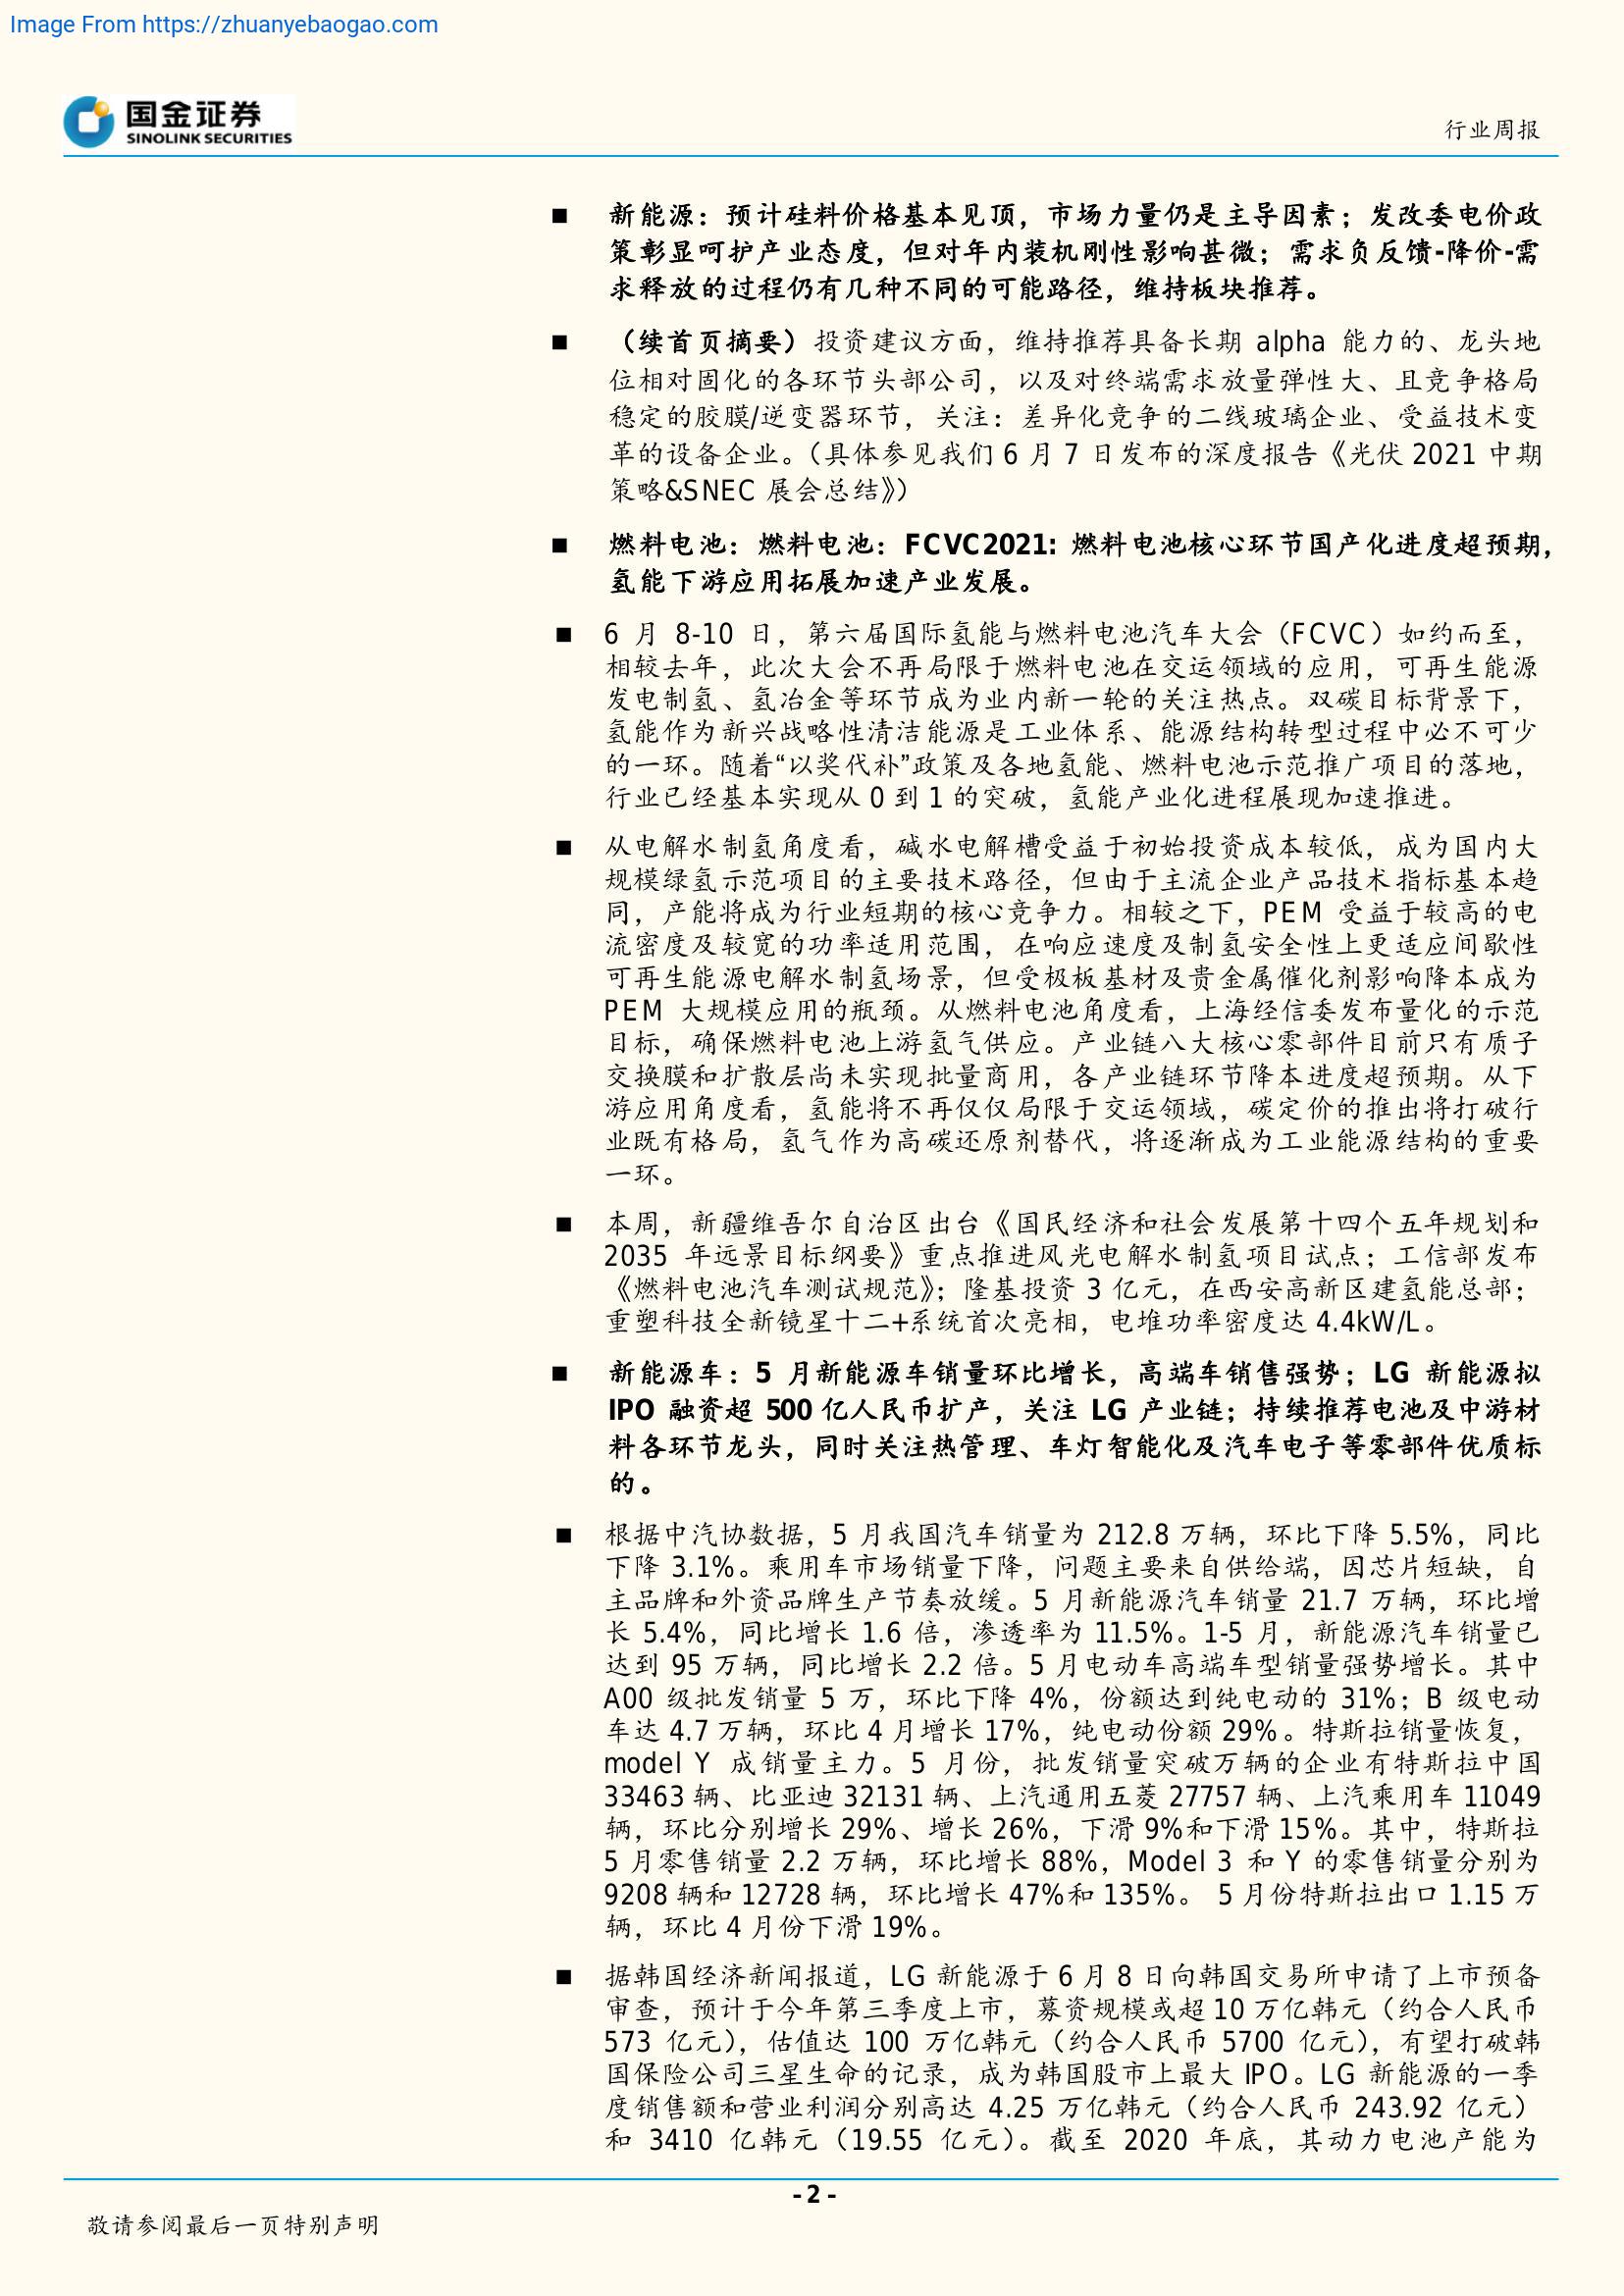 Image From https://zhuanyebaogao.com
国金证券
SINOLINK SECURITIES
行业周报
■ 新能源：预计硅料价格基本见顶，市场力量仍是主导因素；发改委电价政
策彰显呵护产业态度，但对年内装机刚性影响甚微；需求负反馈-降价-需
求释放的过程仍有几种不同的可能路径，维持板块推荐。
■ （续首页摘要）投资建议方面，维持推荐具备长期 alpha 能力的、龙头地
位相对固化的各环节头部公司，以及对终端需求放量弹性大、且竞争格局
稳定的胶膜/逆变器环节，关注：差异化竞争的二线玻璃企业、受益技术变
革的设备企业。（具体参见我们 6 月 7 日发布的深度报告《光伏 2021 中期
策略&SNEC 展会总结》）
■ 燃料电池：燃料电池：FCVC2021: 燃料电池核心环节国产化进度超预期，
氢能下游应用拓展加速产业发展。
■ 6 月 8-10 日，第六届国际氢能与燃料电池汽车大会（FCVC）如约而至，
相较去年，此次大会不再局限于燃料电池在交运领域的应用，可再生能源
发电制氢、氢冶金等环节成为业内新一轮的关注热点。双碳目标背景下，
氢能作为新兴战略性清洁能源是工业体系、能源结构转型过程中必不可少
的一环。随着“以奖代补”政策及各地氢能、燃料电池示范推广项目的落地，
行业已经基本实现从 0 到 1 的突破，氢能产业化进程展现加速推进。
■ 从电解水制氢角度看，碱水电解槽受益于初始投资成本较低，成为国内大
规模绿氢示范项目的主要技术路径，但由于主流企业产品技术指标基本趋
同，产能将成为行业短期的核心竞争力。相较之下，PEM 受益于较高的电
流密度及较宽的功率适用范围，在响应速度及制氢安全性上更适应间歇性
可再生能源电解水制氢场景，但受极板基材及贵金属催化剂影响降本成为
PEM 大规模应用的瓶颈。从燃料电池角度看，上海经信委发布量化的示范
目标，确保燃料电池上游氢气供应。产业链八大核心零部件目前只有质子
交换膜和扩散层尚未实现批量商用，各产业链环节降本进度超预期。从下
游应用角度看，氢能将不再仅仅局限于交运领域，碳定价的推出将打破行
业既有格局，氢气作为高碳还原剂替代，将逐渐成为工业能源结构的重要
一环。
■ 本周，新疆维吾尔自治区出台《国民经济和社会发展第十四个五年规划和
2035 年远景目标纲要》重点推进风光电解水制氢项目试点；工信部发布
《燃料电池汽车测试规范》；隆基投资 3 亿元，在西安高新区建氢能总部；
重塑科技全新镜星十二+系统首次亮相，电堆功率密度达 4.4kW/L。
■ 新能源车：5 月新能源车销量环比增长，高端车销售强势；LG 新能源拟
IPO 融资超 500 亿人民币扩产，关注 LG 产业链；持续推荐电池及中游材
料各环节龙头，同时关注热管理、车灯智能化及汽车电子等零部件优质标
的。
■ 根据中汽协数据，5 月我国汽车销量为 212.8 万辆，环比下降 5.5%，同比
下降 3.1%。乘用车市场销量下降，问题主要来自供给端，因芯片短缺，自
主品牌和外资品牌生产节奏放缓。5 月新能源汽车销量 21.7 万辆，环比增
长 5.4%，同比增长 1.6 倍，渗透率为 11.5%。1-5 月，新能源汽车销量已
达到 95 万辆，同比增长 2.2 倍。5 月电动车高端车型销量强势增长。其中
A00 级批发销量 5 万，环比下降 4%，份额达到纯电动的 31%；B 级电动
车达 4.7 万辆，环比 4 月增长 17%，纯电动份额 29%。特斯拉销量恢复，
model Y 成销量主力。5 月份，批发销量突破万辆的企业有特斯拉中国
33463 辆、比亚迪 32131 辆、上汽通用五菱 27757 辆、上汽乘用车 11049
辆，环比分别增长 29%、增长 26%，下滑 9%和下滑 15%。其中，特斯拉
5 月零售销量 2.2 万辆，环比增长 88%，Model 3 和 Y 的零售销量分别为
9208 辆和 12728 辆，环比增长 47%和 135%。 5 月份特斯拉出口 1.15 万
辆，环比 4 月份下滑 19%。
■ 据韩国经济新闻报道，LG 新能源于 6 月 8 日向韩国交易所申请了上市预备
审查，预计于今年第三季度上市，募资规模或超 10 万亿韩元（约合人民币
573 亿元），估值达 100 万亿韩元（约合人民币 5700 亿元），有望打破韩
国保险公司三星生命的记录，成为韩国股市上最大 IPO。LG 新能源的一季
度销售额和营业利润分别高达 4.25 万亿韩元（约合人民币 243.92 亿元）
和 3410 亿韩元（19.55 亿元）。截至 2020 年底，其动力电池产能为
- 2 -
敬请参阅最后一页特别声明